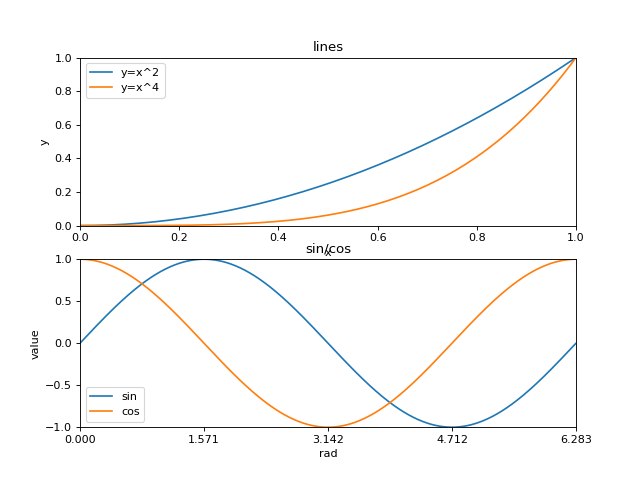 lines
1.0
0.8
0.6
0.4
0.2
0.0
y
y=x^2
y=x^4
0.0 0.2 0.4 0.6 0.8 1.0
x
sin/cos
1.0
0.5
0.0
−0.5
−1.0
value
sin
cos
0.000 1.571 3.142 4.712 6.283
rad